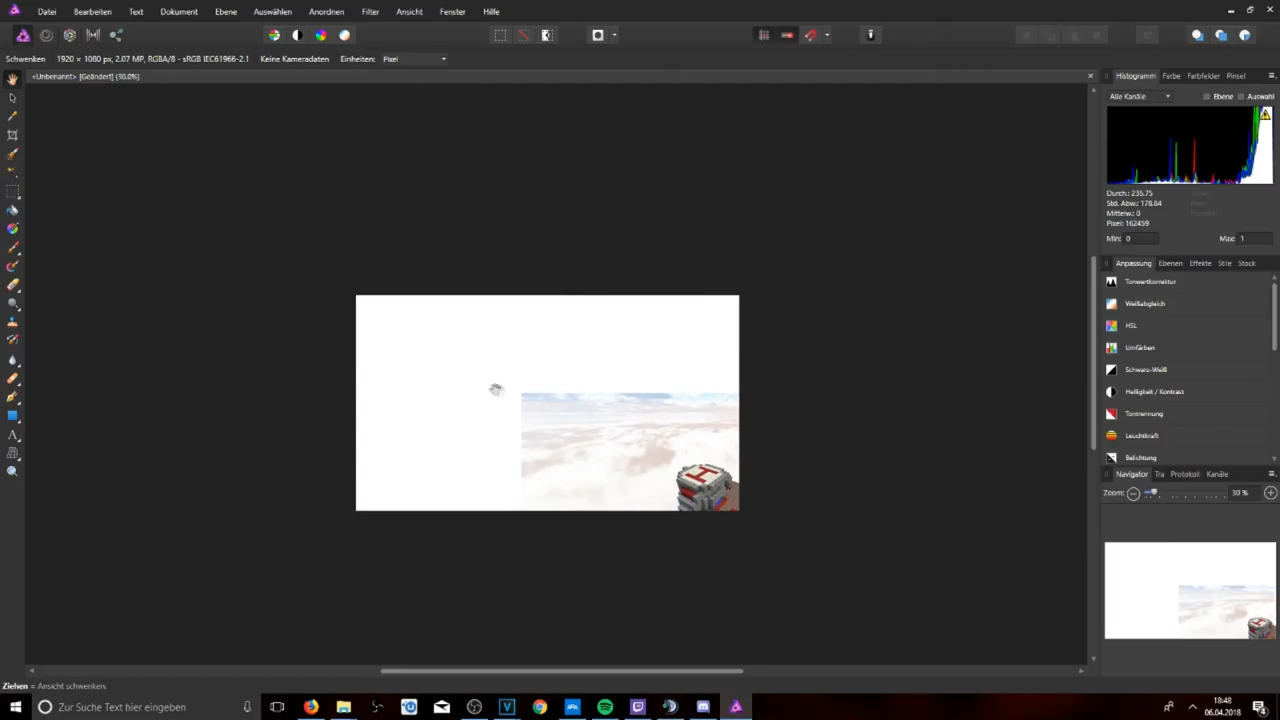 Datei Bearbeiten Text Dokument Ebene Auswählen Anordnen Filter Ansicht Fenster Hilfe
Schwenken 1920 × 1080 px, 2.07 MP, RGBA/8 - sRGB IEC61966-2.1 Keine Kameradaten Einheiten: Pixel
<Unbenannt> [Geändert] (30.0%)
Histogramm Farbe Farbfelder Pinsel
Alle Kanäle Ebene Auswahl
Durch.: 235.75
Std. Abw.: 178.84
Mittelw.: 0
Pixel: 162459
Min: 0 Max: 1
Anpassung Ebenen Effekte Stile Stock
Tonwertkorrektur
Weißabgleich
HSL
Umfärben
Schwarz-Weiß
Helligkeit / Kontrast
Tontrennung
Leuchtkraft
Belichtung
Navigator Tra Protokoll Kanäle
Zoom: 30 %
H
Ziehen = Ansicht schwenken.
Zur Suche Text hier eingeben
18:48
06.04.2018